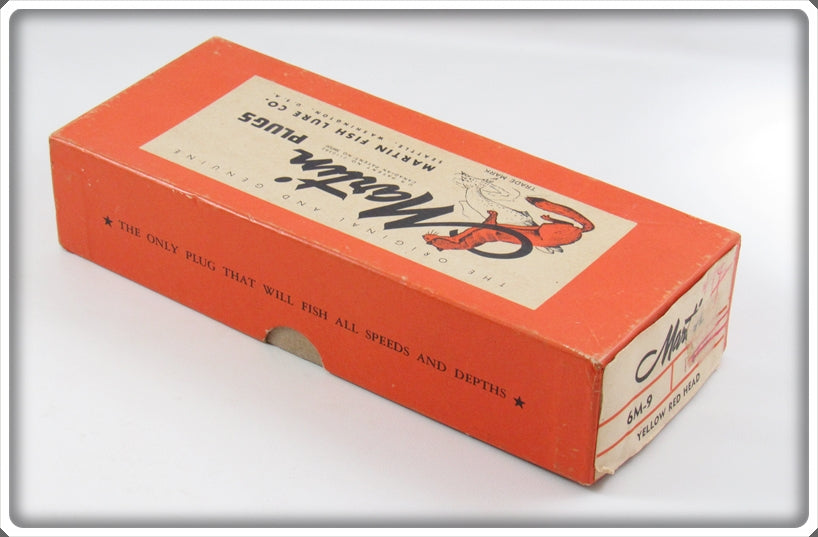 THE ORIGINAL AND GENUINE
Martin
PLUGS
MARTIN FISH LURE CO.
SEATTLE, WASHINGTON, U.S.A.
TRADE MARK
★ THE ONLY PLUG THAT WILL FISH ALL SPEEDS AND DEPTHS ★
6M-9
YELLOW RED HEAD